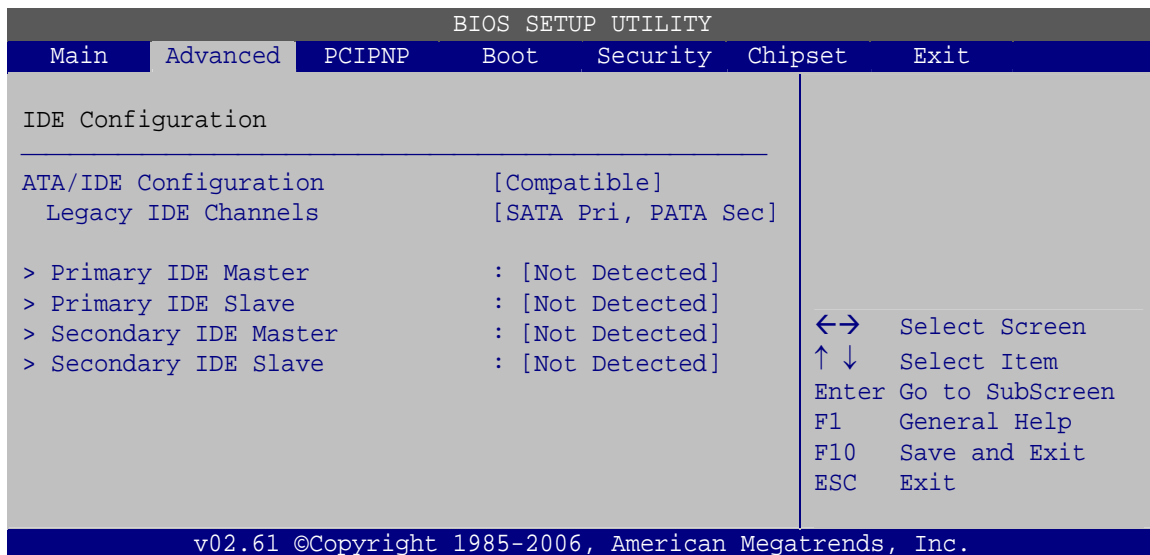 BIOS SETUP UTILITY
Main Advanced PCIPNP Boot Security Chipset Exit
IDE Configuration
ATA/IDE Configuration [Compatible]
Legacy IDE Channels [SATA Pri, PATA Sec]
> Primary IDE Master : [Not Detected]
> Primary IDE Slave : [Not Detected]
> Secondary IDE Master : [Not Detected]
> Secondary IDE Slave : [Not Detected]
←→ Select Screen
↑ ↓ Select Item
Enter Go to SubScreen
F1 General Help
F10 Save and Exit
ESC Exit
v02.61 ©Copyright 1985-2006, American Megatrends, Inc.